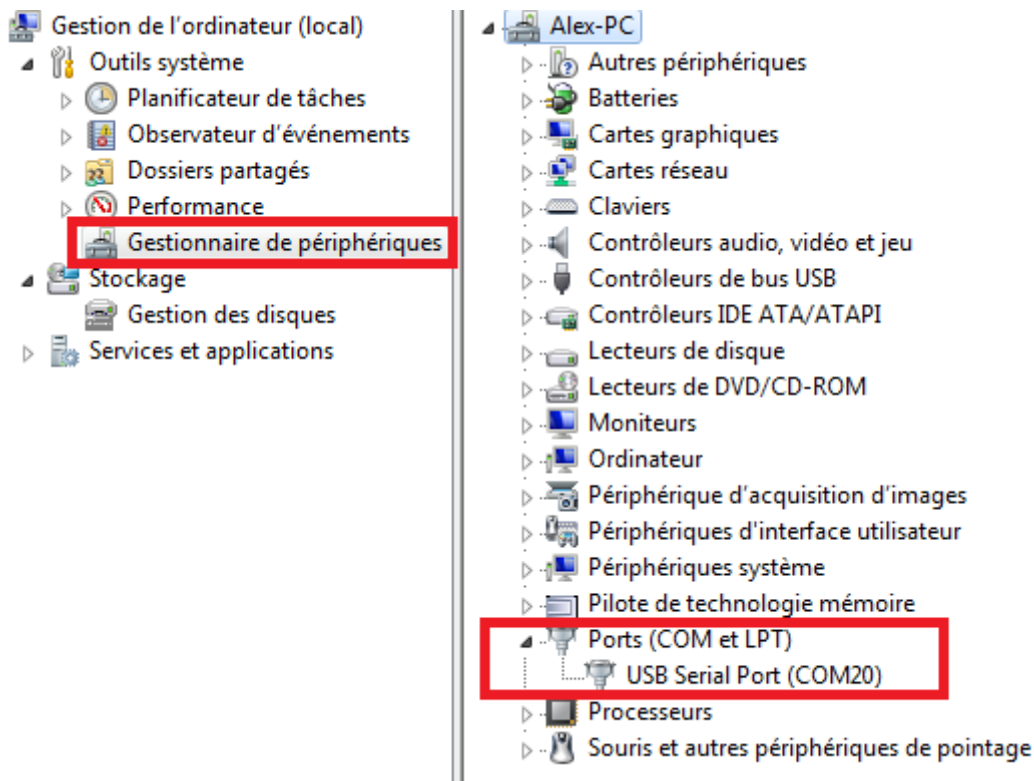 Gestion de l'ordinateur (local)
Outils système
Planificateur de tâches
Observateur d'événements
Dossiers partagés
Performance
Gestionnaire de périphériques
Stockage
Gestion des disques
Services et applications
Alex-PC
Autres périphériques
Batteries
Cartes graphiques
Cartes réseau
Claviers
Contrôleurs audio, vidéo et jeu
Contrôleurs de bus USB
Contrôleurs IDE ATA/ATAPI
Lecteurs de disque
Lecteurs de DVD/CD-ROM
Moniteurs
Ordinateur
Périphérique d'acquisition d'images
Périphériques d'interface utilisateur
Périphériques système
Pilote de technologie mémoire
Ports (COM et LPT)
USB Serial Port (COM20)
Processeurs
Souris et autres périphériques de pointage